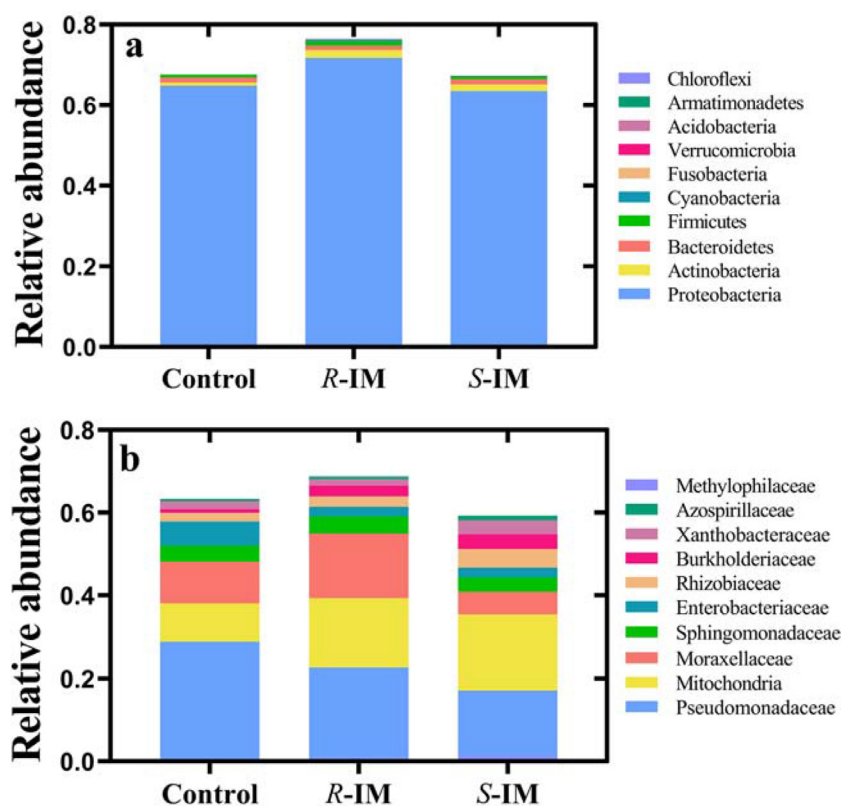 a
Relative abundance
0.8
0.6
0.4
0.2
0.0
Control
R-IM
S-IM
Chloroflexi
Armatimonadetes
Acidobacteria
Verrucomicrobia
Fusobacteria
Cyanobacteria
Firmicutes
Bacteroidetes
Actinobacteria
Proteobacteria
b
Relative abundance
0.8
0.6
0.4
0.2
0.0
Control
R-IM
S-IM
Methylophilaceae
Azospirillaceae
Xanthobacteraceae
Burkholderiaceae
Rhizobiaceae
Enterobacteriaceae
Sphingomonadaceae
Moraxellaceae
Mitochondria
Pseudomonadaceae